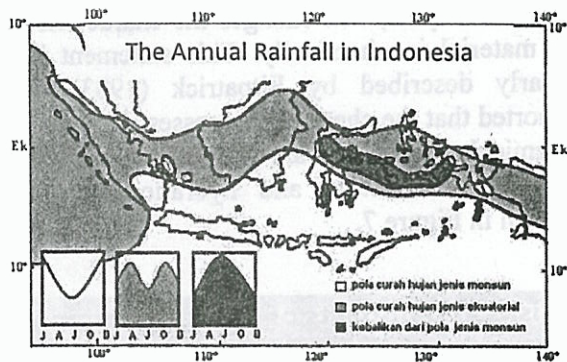 100° 110° 120° 130° 140°
10°
The Annual Rainfall in Indonesia
Ek Ek
10° 10°
pola curah hujan jenis monsun
pola curah hujan jenis ekuatorial
kebalikan dari pola jenis monsun
J A J O D J A J O D J A J O D
100° 110° 120° 130° 140°